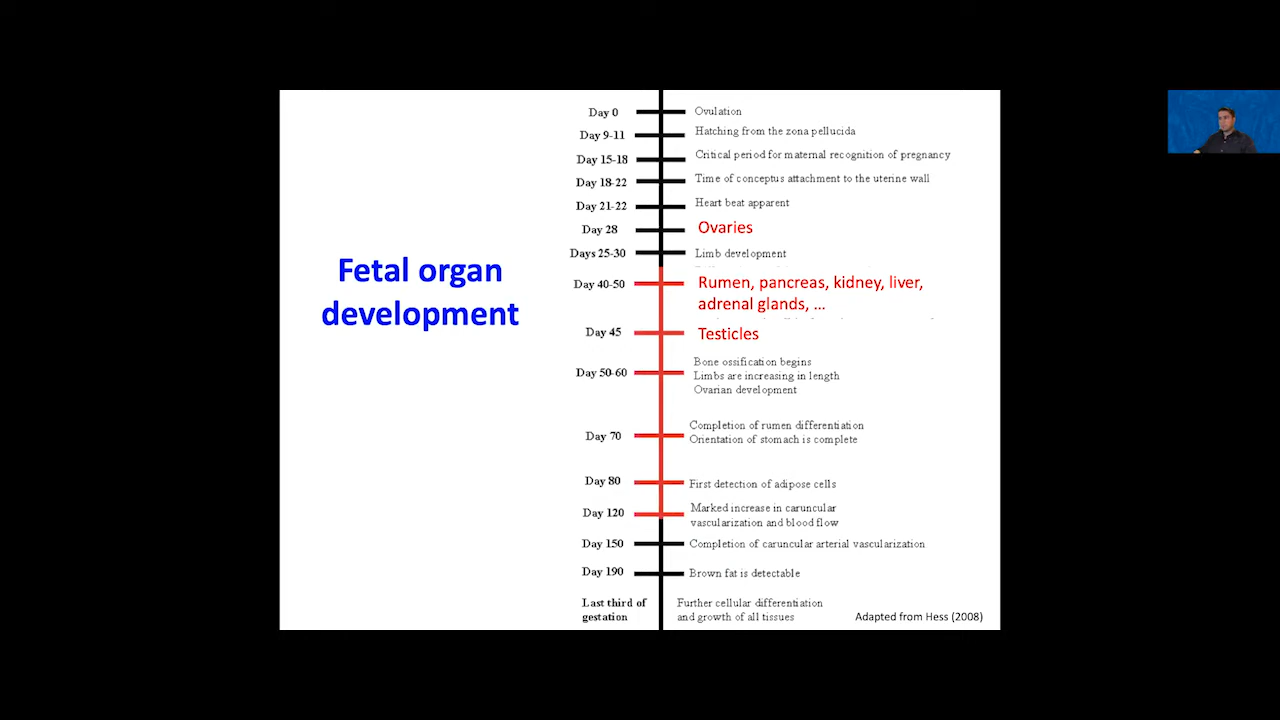 Fetal organ
development
Day 0 Ovulation
Day 9-11 Hatching from the zona pellucida
Day 15-18 Critical period for maternal recognition of pregnancy
Day 18-22 Time of conceptus attachment to the uterine wall
Day 21-22 Heart beat apparent
Day 28 Ovaries
Days 25-30 Limb development
Day 40-50 Rumen, pancreas, kidney, liver,
adrenal glands, ...
Day 45 Testicles
Day 50-60 Bone ossification begins
Limbs are increasing in length
Ovarian development
Day 70 Completion of rumen differentiation
Orientation of stomach is complete
Day 80 First detection of adipose cells
Day 120 Marked increase in caruncular
vascularization and blood flow
Day 150 Completion of caruncular arterial vascularization
Day 190 Brown fat is detectable
Last third of Further cellular differentiation
gestation and growth of all tissues
Adapted from Hess (2008)